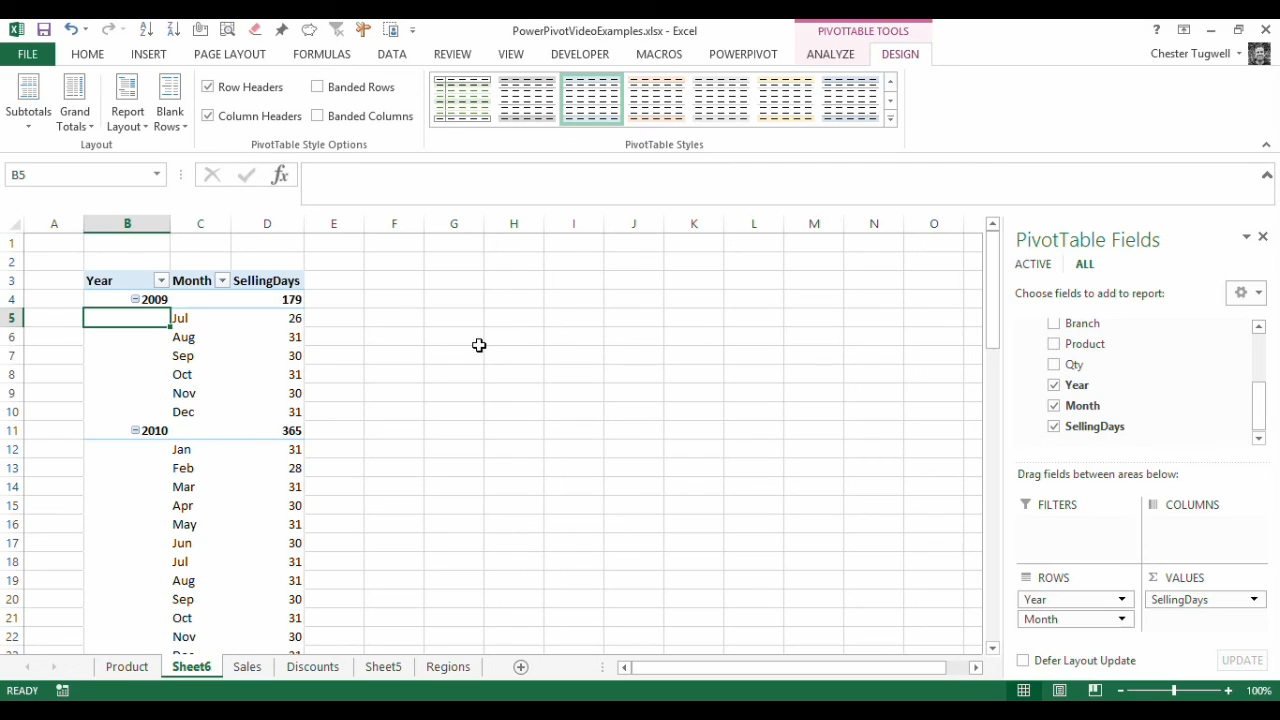 PowerPivotVideoExamples.xlsx - Excel
PIVOTTABLE TOOLS
?
FILE HOME INSERT PAGE LAYOUT FORMULAS DATA REVIEW VIEW DEVELOPER MACROS POWERPIVOT ANALYZE DESIGN Chester Tugwell
Subtotals
Grand
Totals
Report
Layout
Blank
Rows
Row Headers
Banded Rows
Column Headers
Banded Columns
Layout
PivotTable Style Options
PivotTable Styles
B5
fx
A B C D E F G H I J K L M N O
1
2
3 Year Month SellingDays
4 2009 179
5 Jul 26
6 Aug 31
7 Sep 30
8 Oct 31
9 Nov 30
10 Dec 31
11 2010 365
12 Jan 31
13 Feb 28
14 Mar 31
15 Apr 30
16 May 31
17 Jun 30
18 Jul 31
19 Aug 31
20 Sep 30
21 Oct 31
22 Nov 30
PivotTable Fields
ACTIVE ALL
Choose fields to add to report:
Branch
Product
Qty
Year
Month
SellingDays
Drag fields between areas below:
FILTERS
COLUMNS
ROWS
VALUES
Year
SellingDays
Month
Defer Layout Update
UPDATE
Product Sheet6 Sales Discounts Sheet5 Regions
READY
100%